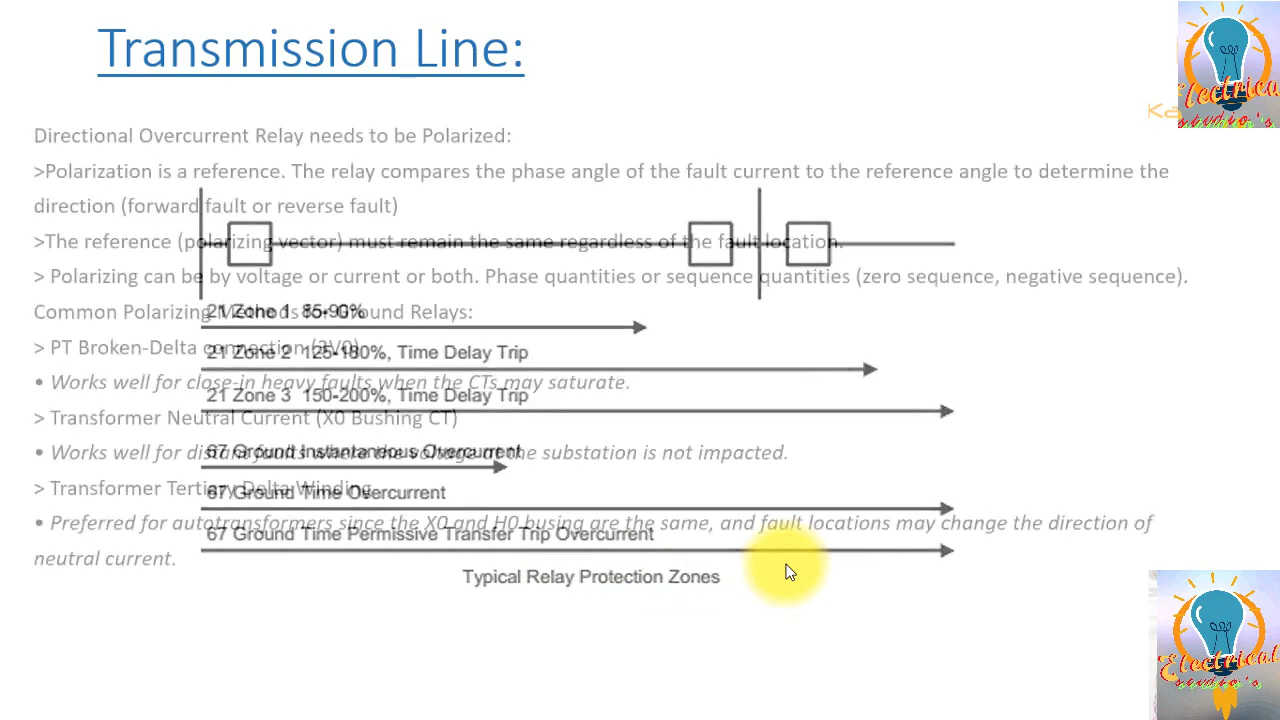 Transmission Line:
Electrical
sivdio's
Ka
Directional Overcurrent Relay needs to be Polarized:
>Polarization is a reference. The relay compares the phase angle of the fault current to the reference angle to determine the
direction (forward fault or reverse fault)
>The reference (polarizing vector) must remain the same regardless of the fault location.
> Polarizing can be by voltage or current or both. Phase quantities or sequence quantities (zero sequence, negative sequence).
Common Polarizing Methods for Ground Relays:
21 Zone 1 85-90%
> PT Broken-Delta connection (3V0)
21 Zone 2 125-180%, Time Delay Trip
• Works well for close-in heavy faults when the CTs may saturate.
21 Zone 3 150-200%, Time Delay Trip
> Transformer Neutral Current (X0 Bushing CT)
67 Ground Instantanous Overcurrent
• Works well for distant faults where the voltage at the substation is not impacted.
> Transformer Tertiary Delta Winding
67 Ground Time Overcurrent
• Preferred for autotransformers since the X0 and H0 busing are the same, and fault locations may change the direction of
67 Ground Time Permissive Transfer Trip Overcurrent
neutral current.
Typical Relay Protection Zones
Electrical
sivdio's